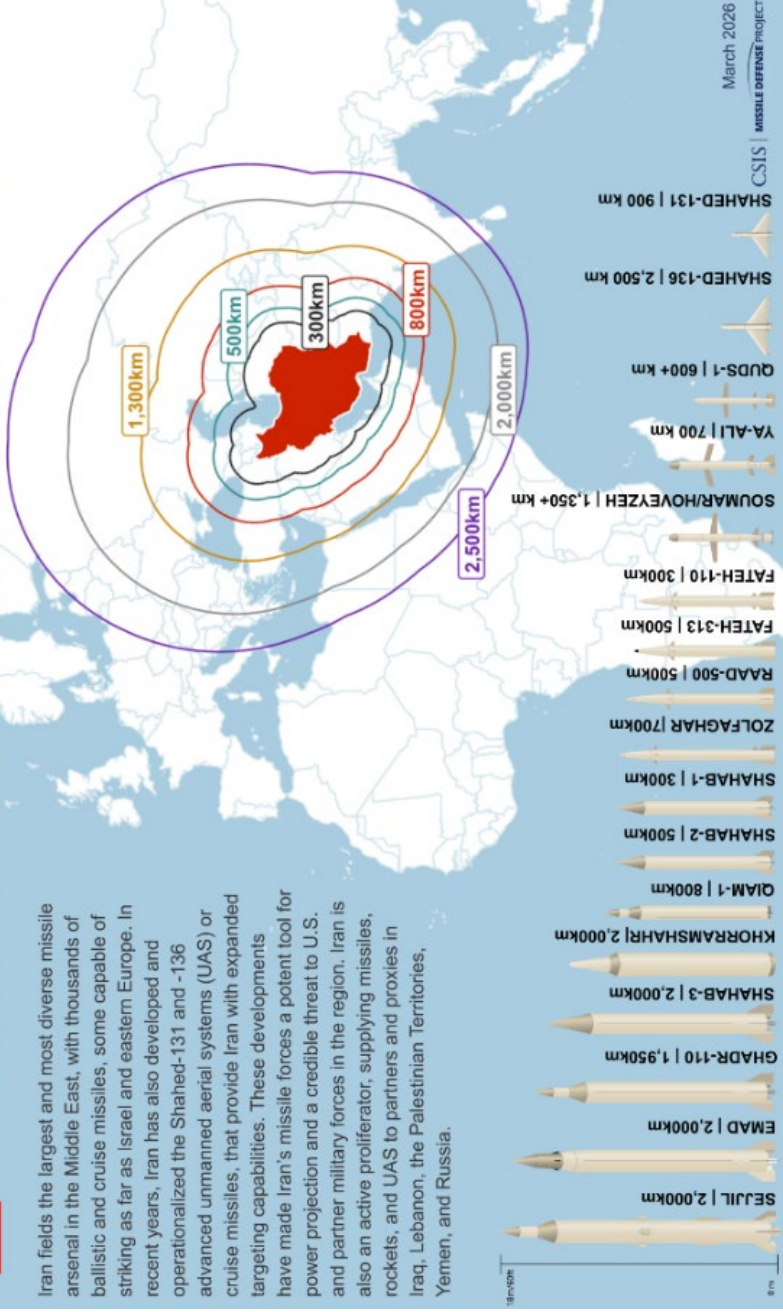 Iran fields the largest and most diverse missile
arsenal in the Middle East, with thousands of
ballistic and cruise missiles, some capable of
striking as far as Israel and eastern Europe. In
recent years, Iran has also developed and
operationalized the Shahed-131 and -136
advanced unmanned aerial systems (UAS) or
cruise missiles, that provide Iran with expanded
targeting capabilities. These developments
have made Iran's missile forces a potent tool for
power projection and a credible threat to U.S.
and partner military forces in the region. Iran is
also an active proliferator, supplying missiles,
rockets, and UAS to partners and proxies in
Iraq, Lebanon, the Palestinian Territories,
Yemen, and Russia.
1,300km
500km
300km
800km
2,000km
2,500km
18m/60ft
0 m
SEJJIL | 2,000km
EMAD | 2,000km
GHADR-110 | 1,950km
SHAHAB-3 | 2,000km
KHORRAMSHAHR| 2,000km
QIAM-1 | 800km
SHAHAB-2 | 500km
SHAHAB-1 | 300km
ZOLFAGHAR |700km
RAAD-500 | 500km
FATEH-313 | 500km
FATEH-110 | 300km
SOUMAR/HOVEYZEH | 1,350+ km
YA-ALI | 700 km
QUDS-1 | 600+ km
SHAHED-136 | 2,500 km
SHAHED-131 | 900 km
March 2026
CSIS | MISSILE DEFENSE PROJECT